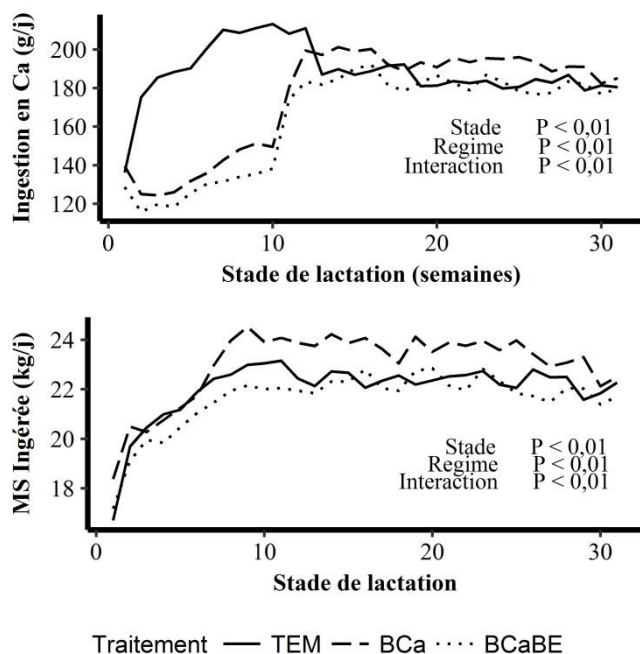 Ingestion en Ca (g/j)
200
180
160
140
120
Stade P < 0,01
Regime P < 0,01
Interaction P < 0,01
0 10 20 30
Stade de lactation (semaines)
MS Ingérée (kg/j)
24
22
20
18
Stade P < 0,01
Regime P < 0,01
Interaction P < 0,01
0 10 20 30
Stade de lactation
Traitement TEM BCa BCaBE